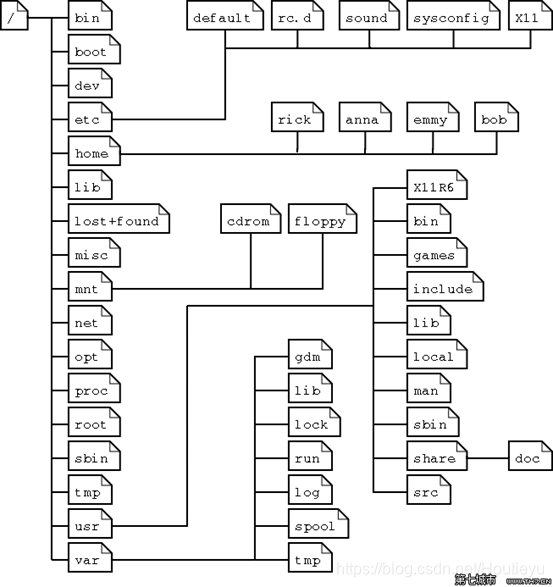 / bin default rc.d sound sysconfig X11
boot
dev
etc rick anna emmy bob
home
lib X11R6
lost+found cdrom floppy bin
misc games
mnt include
net lib
opt gdm local
proc lib man
root lock sbin
sbin run share doc
tmp log src
usr spool
var tmp
https://blog.csdn.net/Houtieyu
第七城市 www.th7.cn